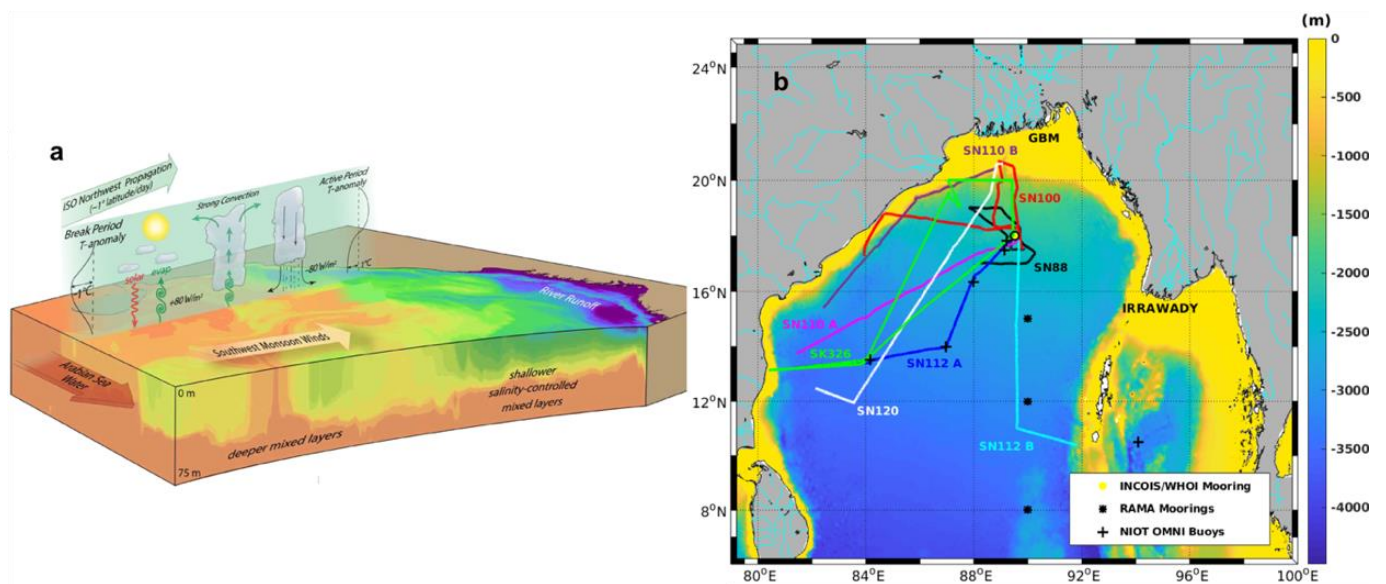 a
ISO Northwest Propagation
(~1° latitude/day)
Break Period
T-anomaly
Strong Convection
Active Period
T-anomaly
~1°C
solar
evap
+80 W/m²
-80 W/m²
~1°C
River Runoff
Southwest Monsoon Winds
Arabian Sea
Water
0 m
shallower
salinity-controlled
mixed layers
deeper mixed layers
75 m
b
(m)
24°N
20°N
16°N
12°N
8°N
80°E
84°E
88°E
92°E
96°E
100°E
GBM
SN110 B
SN100
SN88
IRRAWADY
SN120 A
SK326
SN112 A
SN120
SN112 B
INCOIS/WHOI Mooring
RAMA Moorings
NIOT OMNI Buoys
0
-500
-1000
-1500
-2000
-2500
-3000
-3500
-4000